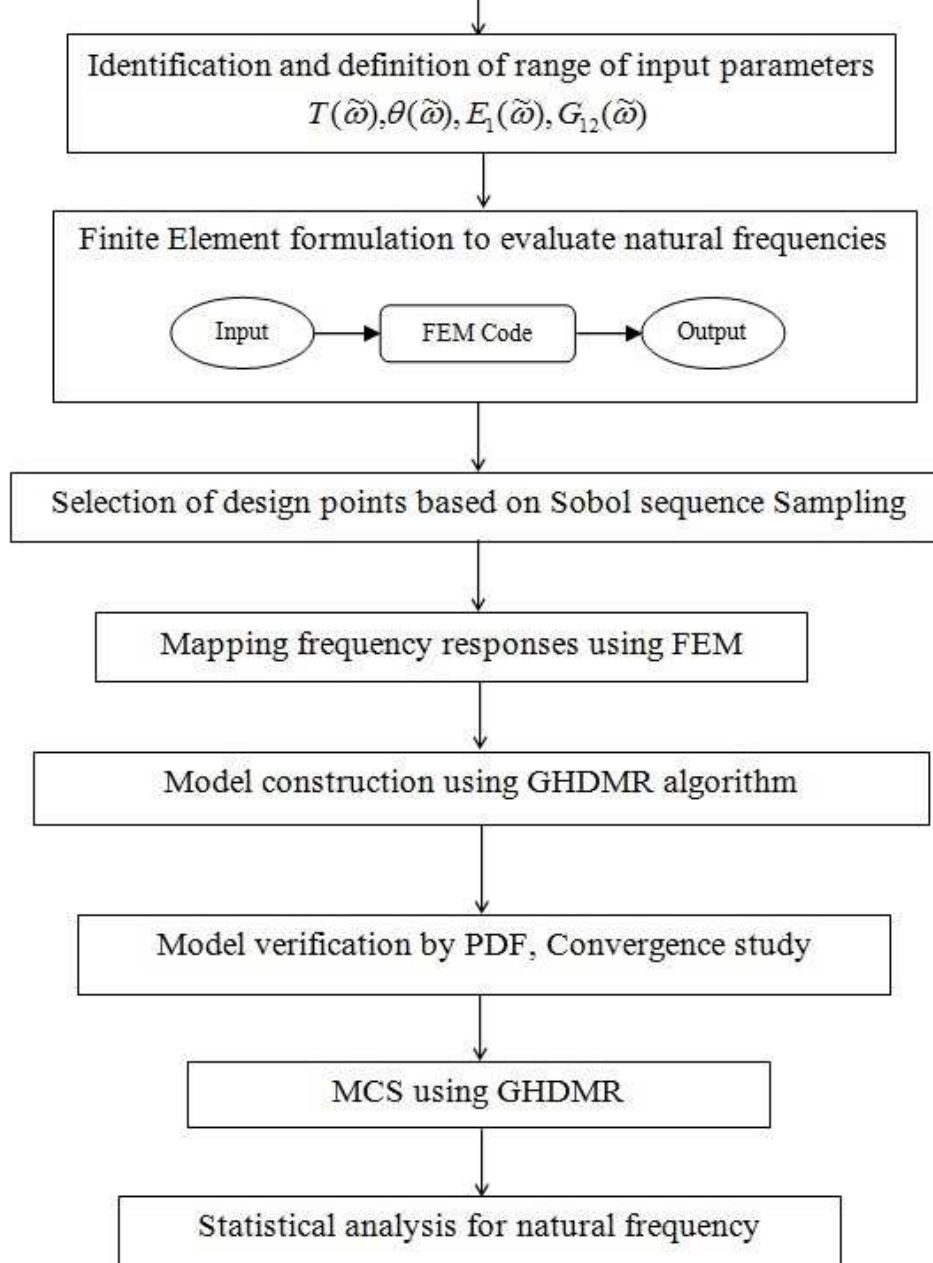 Identification and definition of range of input parameters
T(ω̃),θ(ω̃), E₁(ω̃), G₁₂(ω̃)
Finite Element formulation to evaluate natural frequencies
Input
FEM Code
Output
Selection of design points based on Sobol sequence Sampling
Mapping frequency responses using FEM
Model construction using GHDMR algorithm
Model verification by PDF, Convergence study
MCS using GHDMR
Statistical analysis for natural frequency